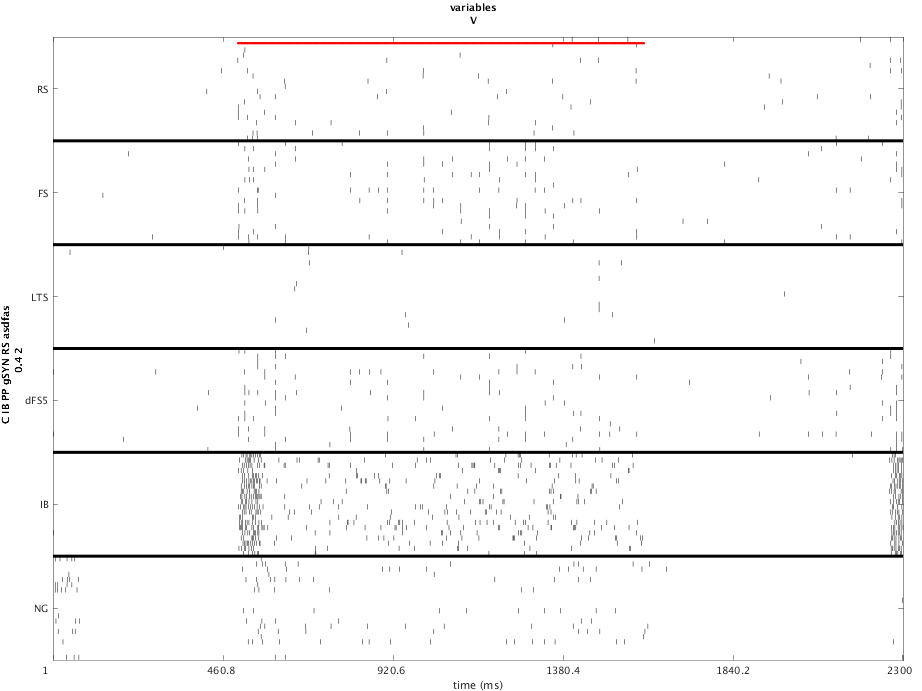 variables
V
RS
FS
LTS
dFS5
IB
NG
C IB PP gSYN RS asdfas
0.4 2
1
460.8
920.6
1380.4
1840.2
2300
time (ms)